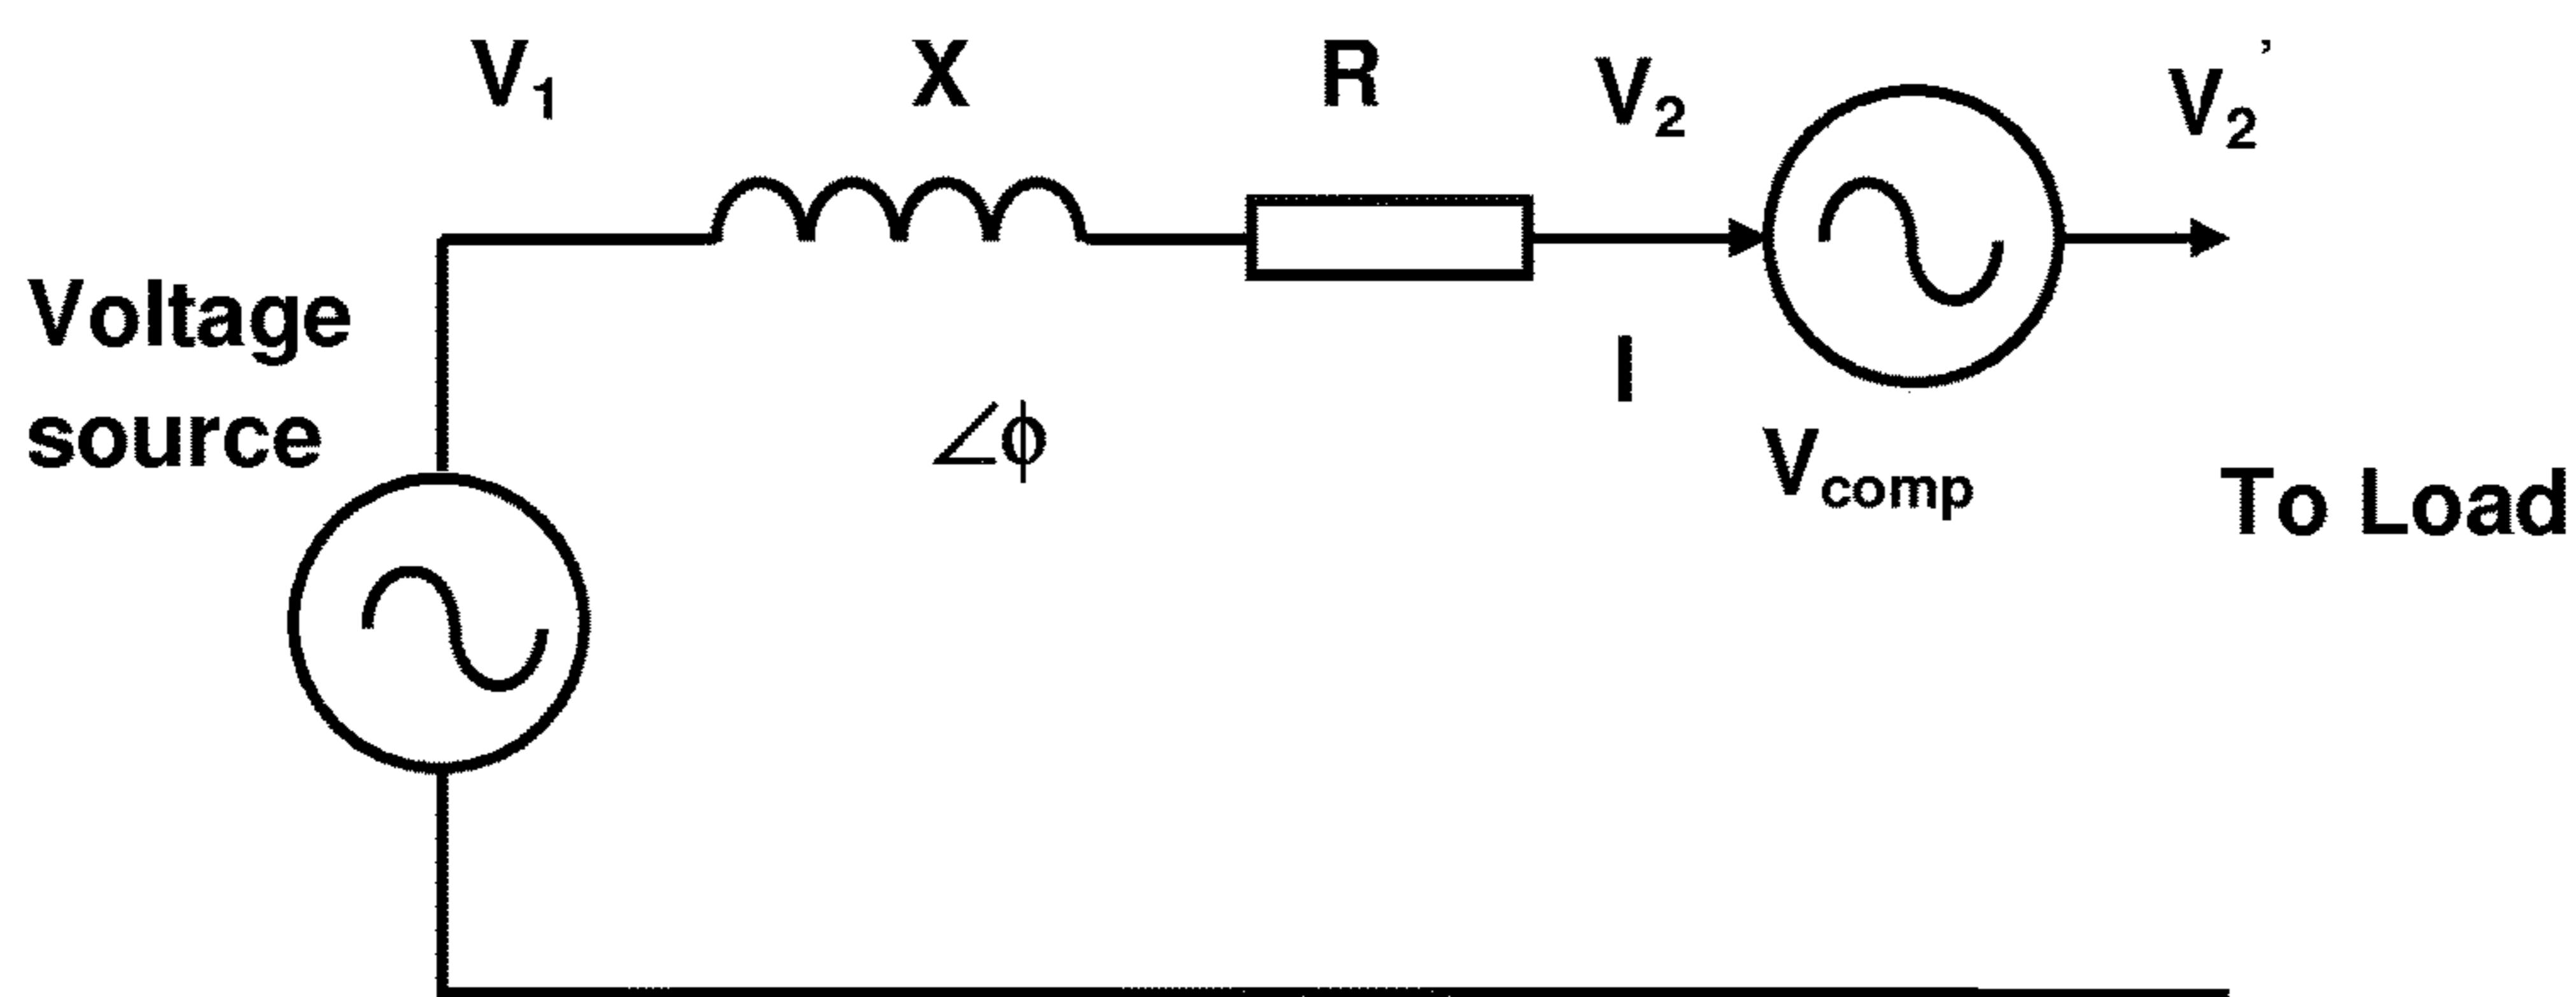 V₁
X
R
V₂
V₂'
Voltage
source
∠ϕ
I
Vcomp
To Load